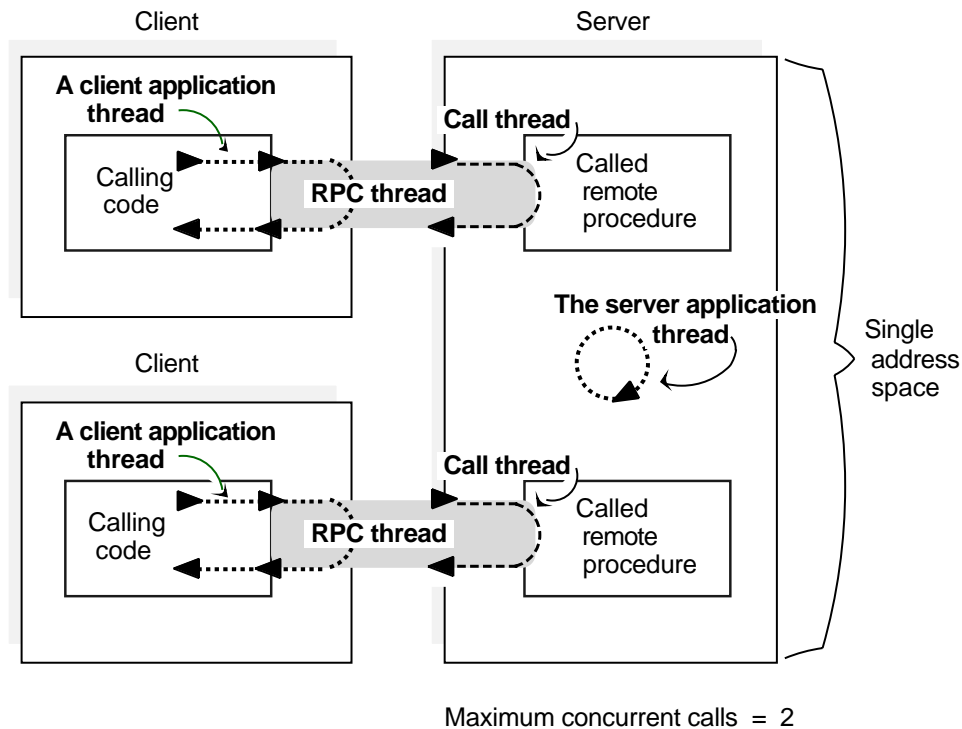 Client
Server
A client application
thread
Call thread
Calling
code
RPC thread
Called
remote
procedure
The server application
thread
Single
address
space
Client
A client application
thread
Call thread
Calling
code
RPC thread
Called
remote
procedure
Maximum concurrent calls = 2